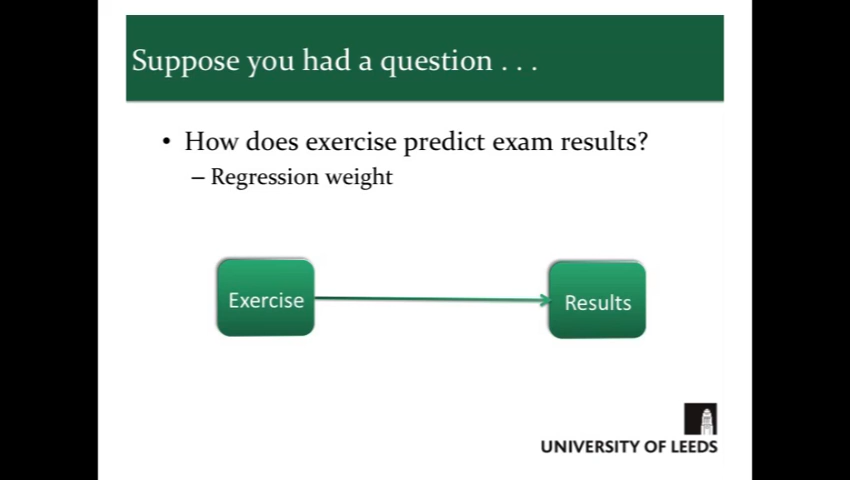 Suppose you had a question . . .
• How does exercise predict exam results?
– Regression weight
Exercise
Results
UNIVERSITY OF LEEDS